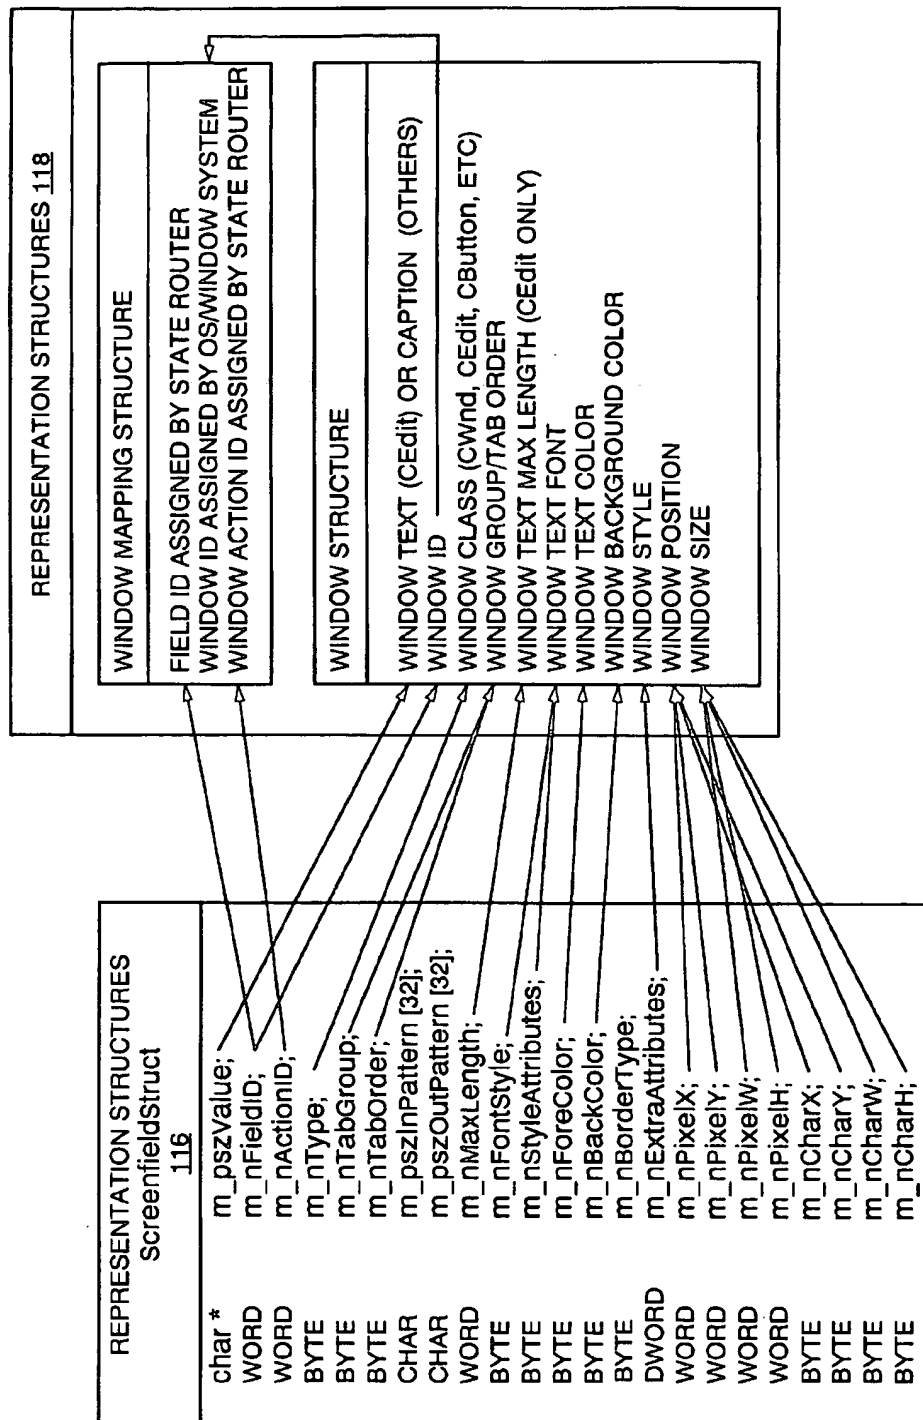 REPRESENTATION STRUCTURES
ScreenfieldStruct
116
char * m_pszValue;
WORD m_nFieldID;
WORD m_nActionID;
BYTE m_nType;
BYTE m_nTabGroup;
BYTE m_nTabOrder;
CHAR m_pszInPattern [32];
CHAR m_pszOutPattern [32];
WORD m_nMaxLength;
BYTE m_nFontStyle;
BYTE m_nStyleAttributes;
BYTE m_nForeColor;
BYTE m_nBackColor;
BYTE m_nBorderType;
DWORD m_nExtraAttributes;
WORD m_nPixelX;
WORD m_nPixelY;
WORD m_nPixelW;
WORD m_nPixelH;
BYTE m_nCharX;
BYTE m_nCharY;
BYTE m_nCharW;
BYTE m_nCharH;
REPRESENTATION STRUCTURES 118
WINDOW MAPPING STRUCTURE
FIELD ID ASSIGNED BY STATE ROUTER
WINDOW ID ASSIGNED BY OS/WINDOW SYSTEM
WINDOW ACTION ID ASSIGNED BY STATE ROUTER
WINDOW STRUCTURE
WINDOW TEXT (CEdit) OR CAPTION (OTHERS)
WINDOW ID
WINDOW CLASS (CWnd, CEdit, CButton, ETC)
WINDOW GROUP/TAB ORDER
WINDOW TEXT MAX LENGTH (CEdit ONLY)
WINDOW TEXT FONT
WINDOW TEXT COLOR
WINDOW BACKGROUND COLOR
WINDOW STYLE
WINDOW POSITION
WINDOW SIZE